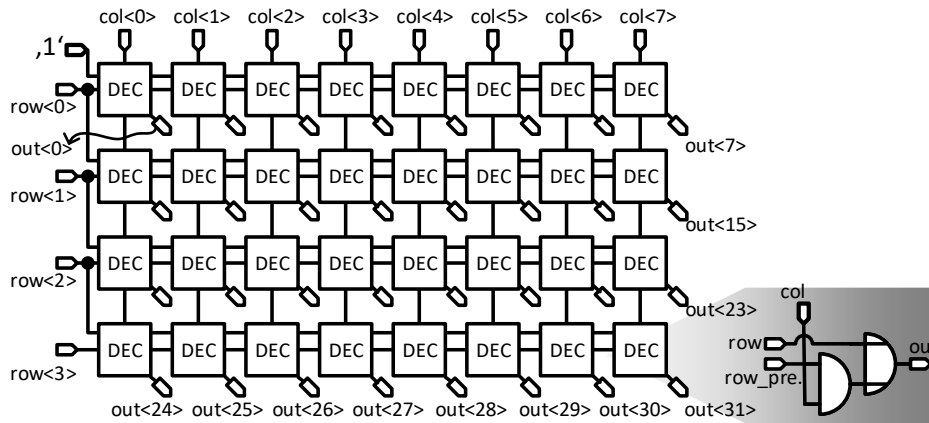 col<0> col<1> col<2> col<3> col<4> col<5> col<6> col<7>
‚1‘
DEC DEC DEC DEC DEC DEC DEC DEC
row<0>
out<0> out<7>
DEC DEC DEC DEC DEC DEC DEC DEC
row<1>
out<15>
DEC DEC DEC DEC DEC DEC DEC DEC
row<2>
out<23>
DEC DEC DEC DEC DEC DEC DEC DEC
row<3>
out<24> out<25> out<26> out<27> out<28> out<29> out<30> out<31>
col
row
row_pre.